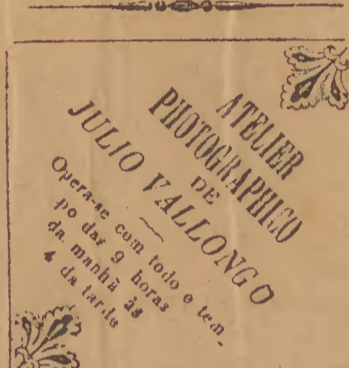 ATELIER
PHOTOGRAPHICO
DE
JULIO VALLONGO
Opera-se com todo e tem-
po dar 9 horas
da manhã ás
4 da tarde